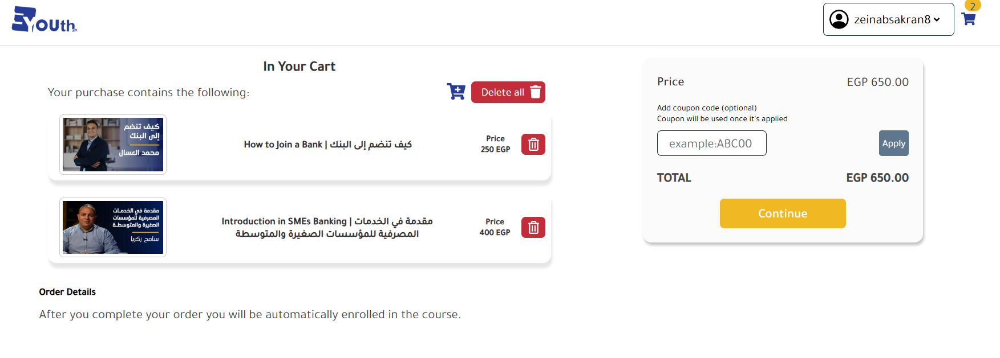 EYouth co.
zeinabsakran8
2
In Your Cart
Your purchase contains the following:
Delete all
كيف تنضم
إلى البنك
محمد العسال
How to Join a Bank | كيف تنضم إلى البنك
Price
250 EGP
مقدمة في الخدمات
المصرفية للمؤسسات
الصغيرة والمتوسطة
سامح زكريا
Introduction in SMEs Banking | مقدمة في الخدمات
المصرفية للمؤسسات الصغيرة والمتوسطة
Price
400 EGP
Order Details
After you complete your order you will be automatically enrolled in the course.
Price
EGP 650.00
Add coupon code (optional)
Coupon will be used once it's applied
example:ABC00
Apply
TOTAL
EGP 650.00
Continue